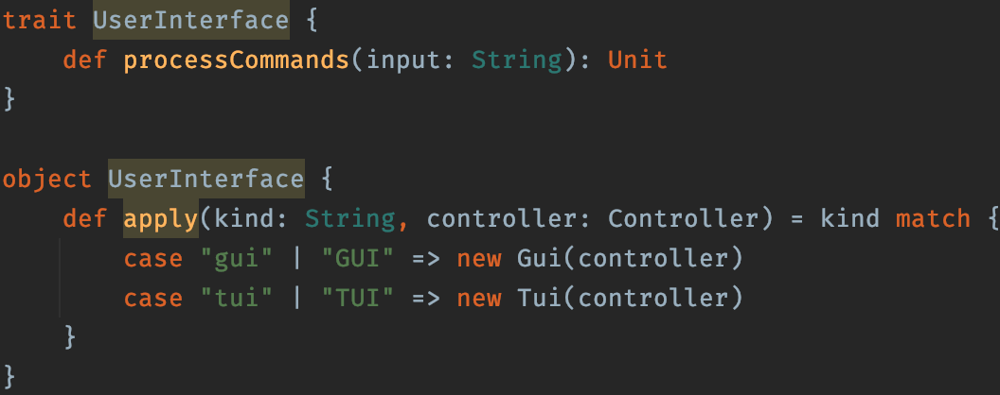 trait UserInterface {
    def processCommands(input: String): Unit
}
object UserInterface {
    def apply(kind: String, controller: Controller) = kind match {
        case "gui" | "GUI" => new Gui(controller)
        case "tui" | "TUI" => new Tui(controller)
    }
}